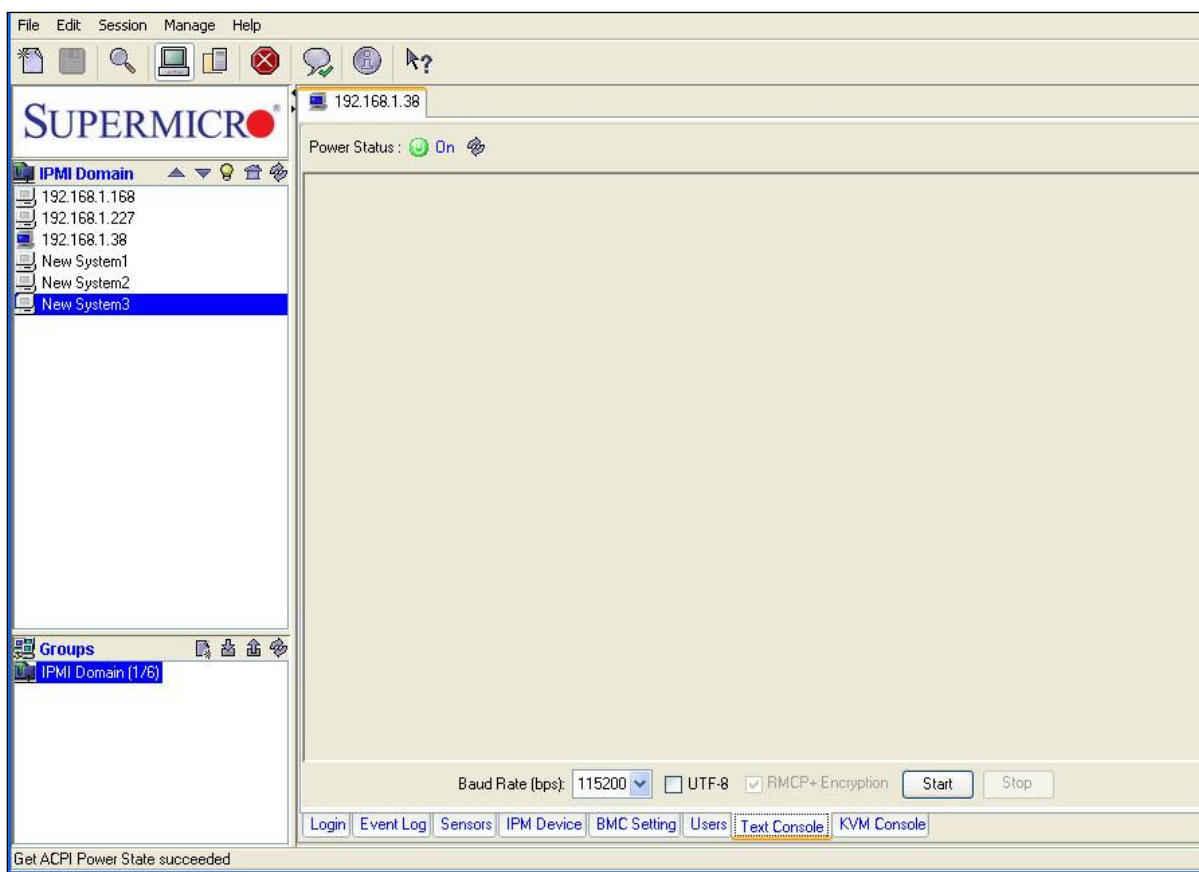 File Edit Session Manage Help
SUPERMICRO®
192.168.1.38
Power Status : On
IPMI Domain
192.168.1.168
192.168.1.227
192.168.1.38
New System1
New System2
New System3
Groups
IPMI Domain (1/6)
Baud Rate (bps): 115200 UTF-8 RMCP+ Encryption Start Stop
Login Event Log Sensors IPM Device BMC Setting Users Text Console KVM Console
Get ACPI Power State succeeded